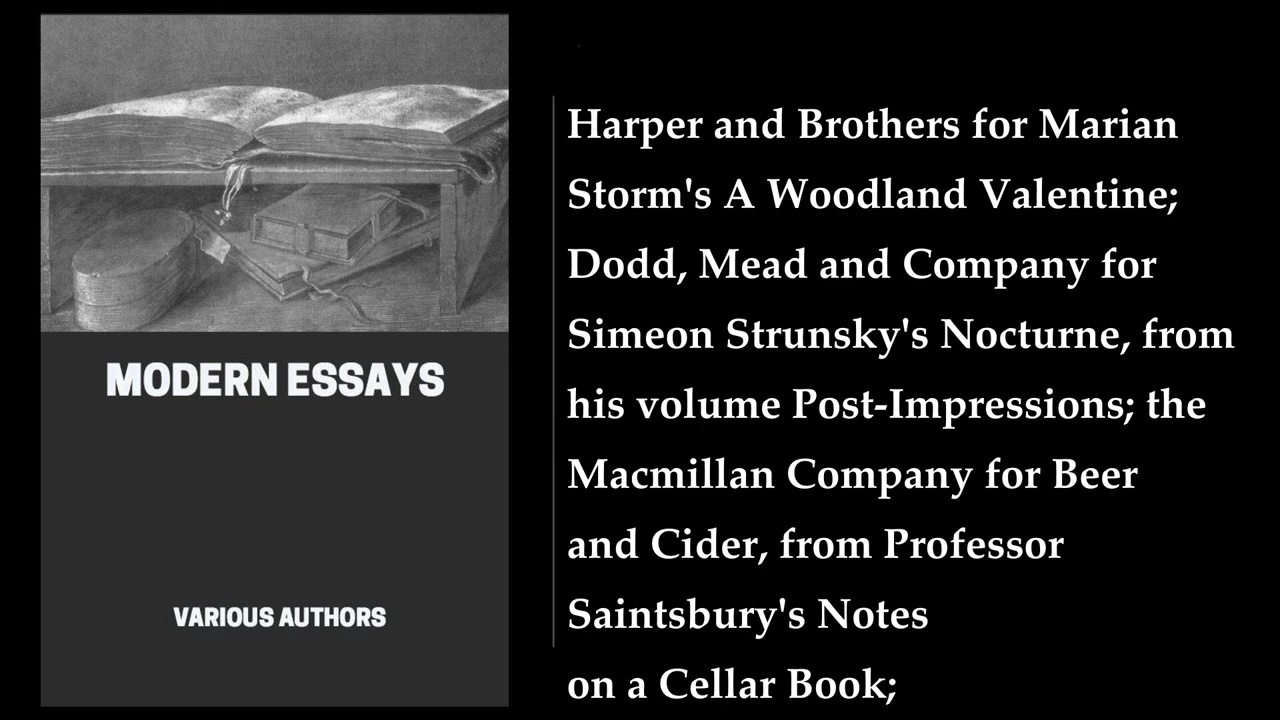 MODERN ESSAYS
VARIOUS AUTHORS
Harper and Brothers for Marian
Storm's A Woodland Valentine;
Dodd, Mead and Company for
Simeon Strunsky's Nocturne, from
his volume Post-Impressions; the
Macmillan Company for Beer
and Cider, from Professor
Saintsbury's Notes
on a Cellar Book;